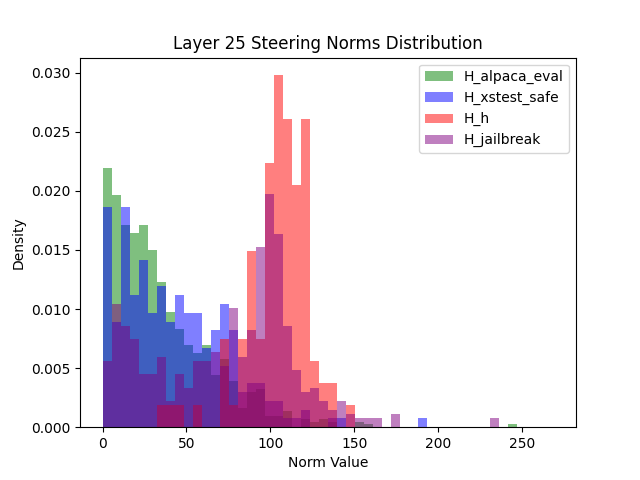 Layer 25 Steering Norms Distribution
H_alpaca_eval
H_xstest_safe
H_h
H_jailbreak
0.030
0.025
0.020
0.015
0.010
0.005
0.000
Density
0 50 100 150 200 250
Norm Value